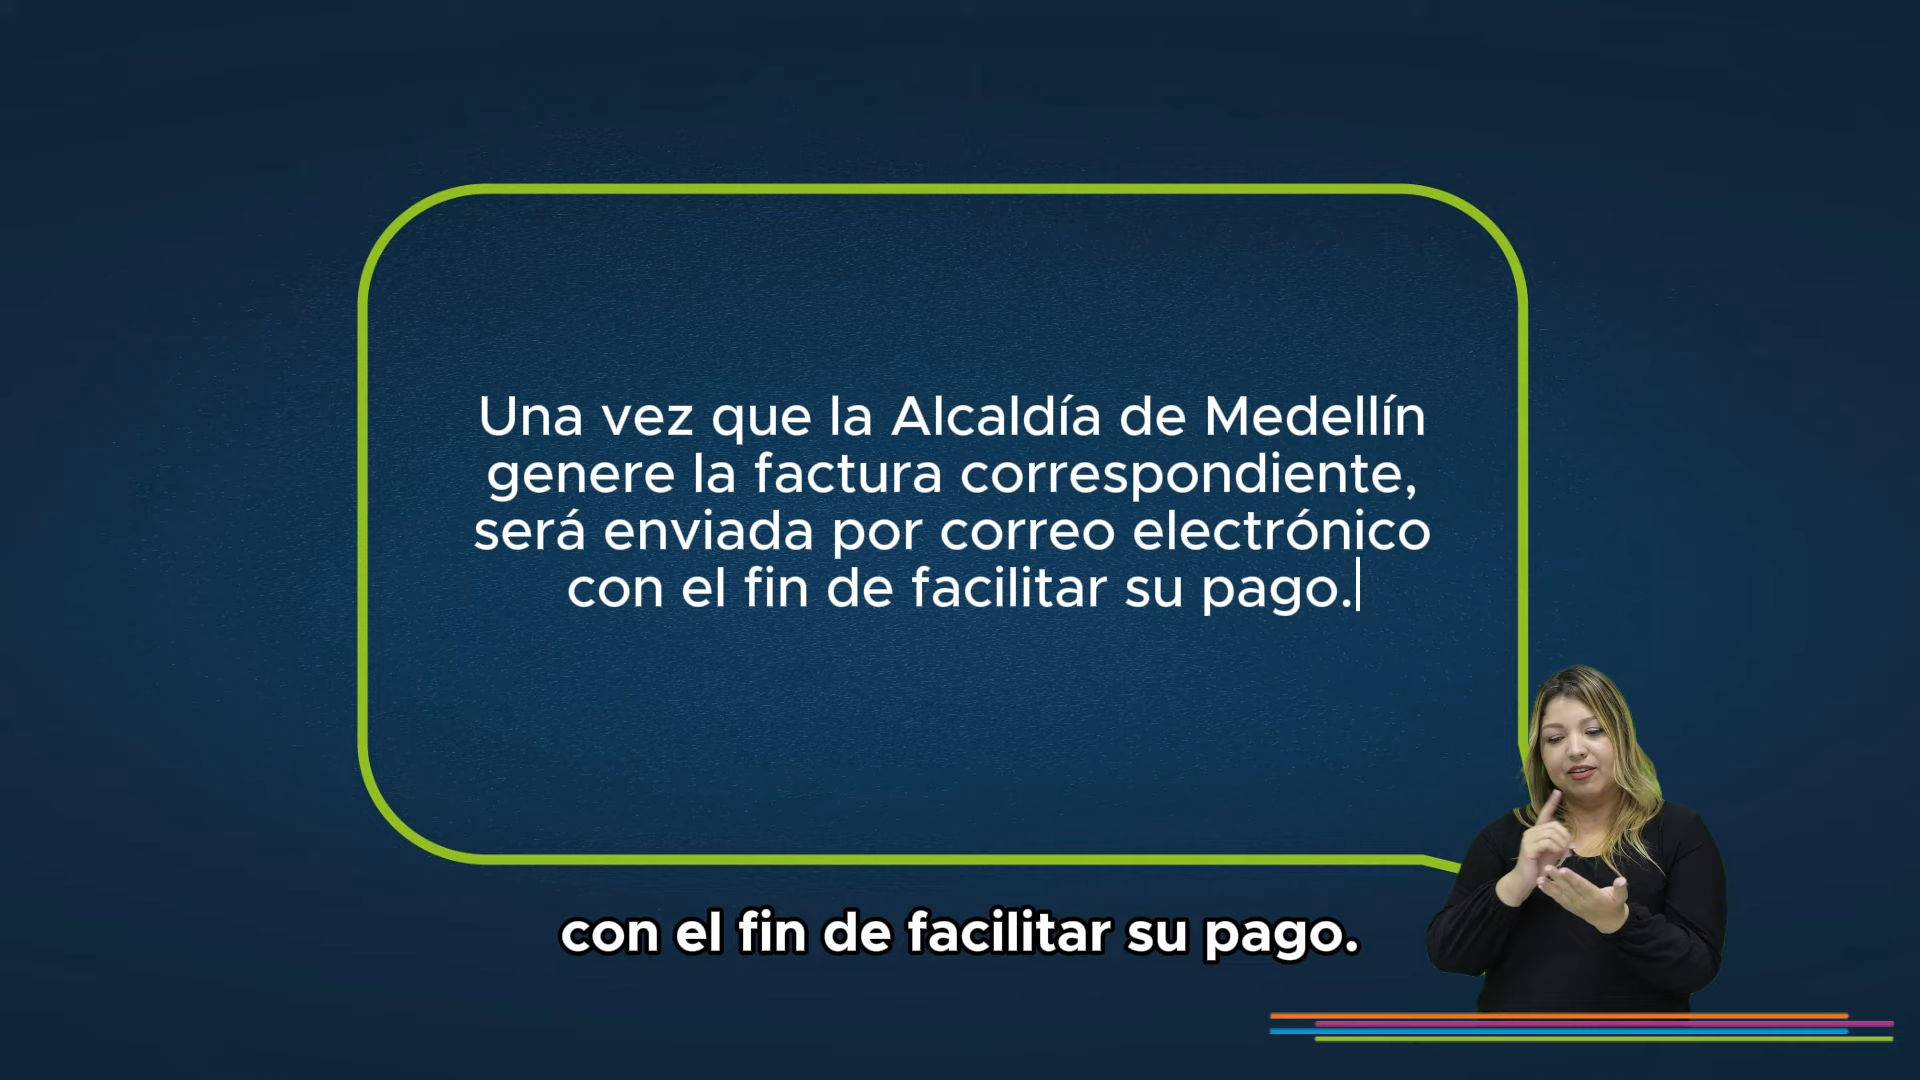 Una vez que la Alcaldía de Medellín
genere la factura correspondiente,
será enviada por correo electrónico
con el fin de facilitar su pago.
con el fin de facilitar su pago.